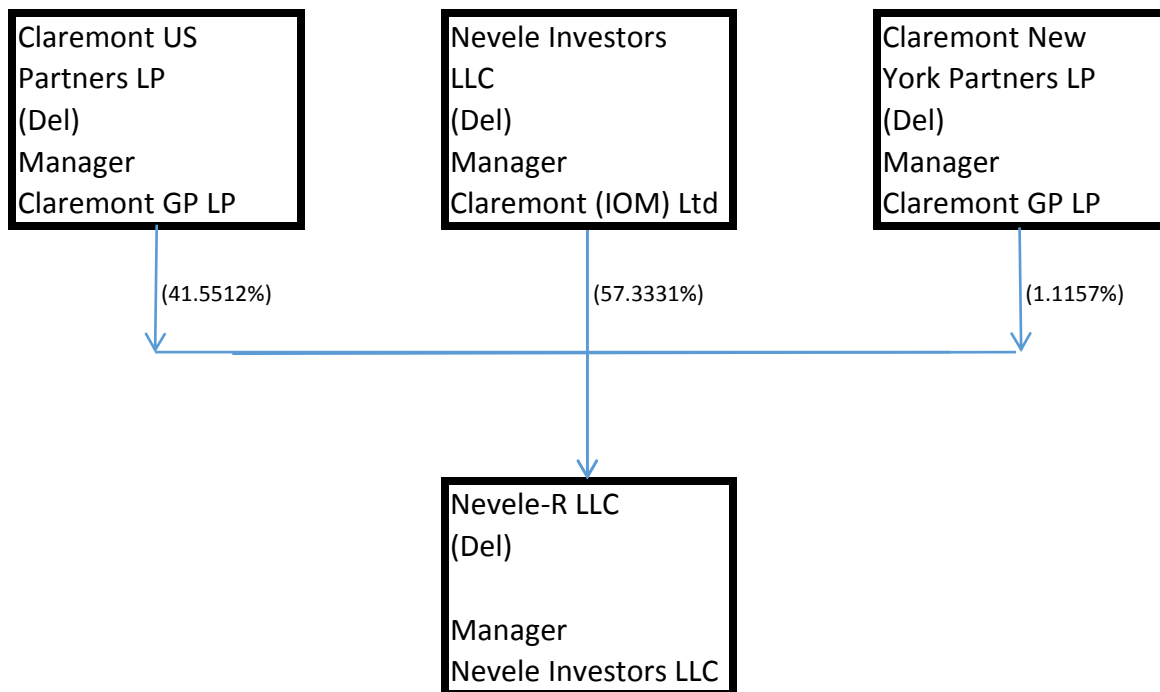 Claremont US
Partners LP
(Del)
Manager
Claremont GP LP
Nevele Investors
LLC
(Del)
Manager
Claremont (IOM) Ltd
Claremont New
York Partners LP
(Del)
Manager
Claremont GP LP
(41.5512%)
(57.3331%)
(1.1157%)
Nevele-R LLC
(Del)
Manager
Nevele Investors LLC